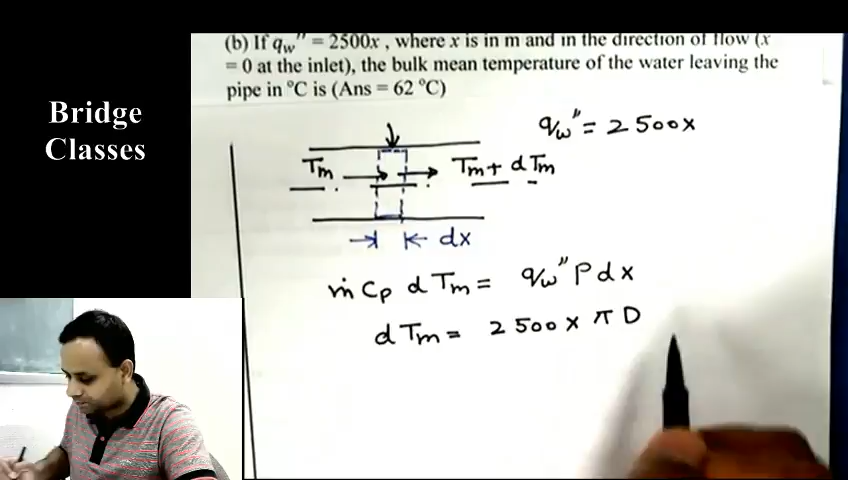 Bridge
Classes
(b) If qw" = 2500x , where x is in m and in the direction of flow (x
= 0 at the inlet), the bulk mean temperature of the water leaving the
pipe in °C is (Ans = 62 °C)
qw" = 2500x
Tm
Tm + dTm
dx
ṁ Cp dTm = qw" P dx
dTm = 2500 x π D